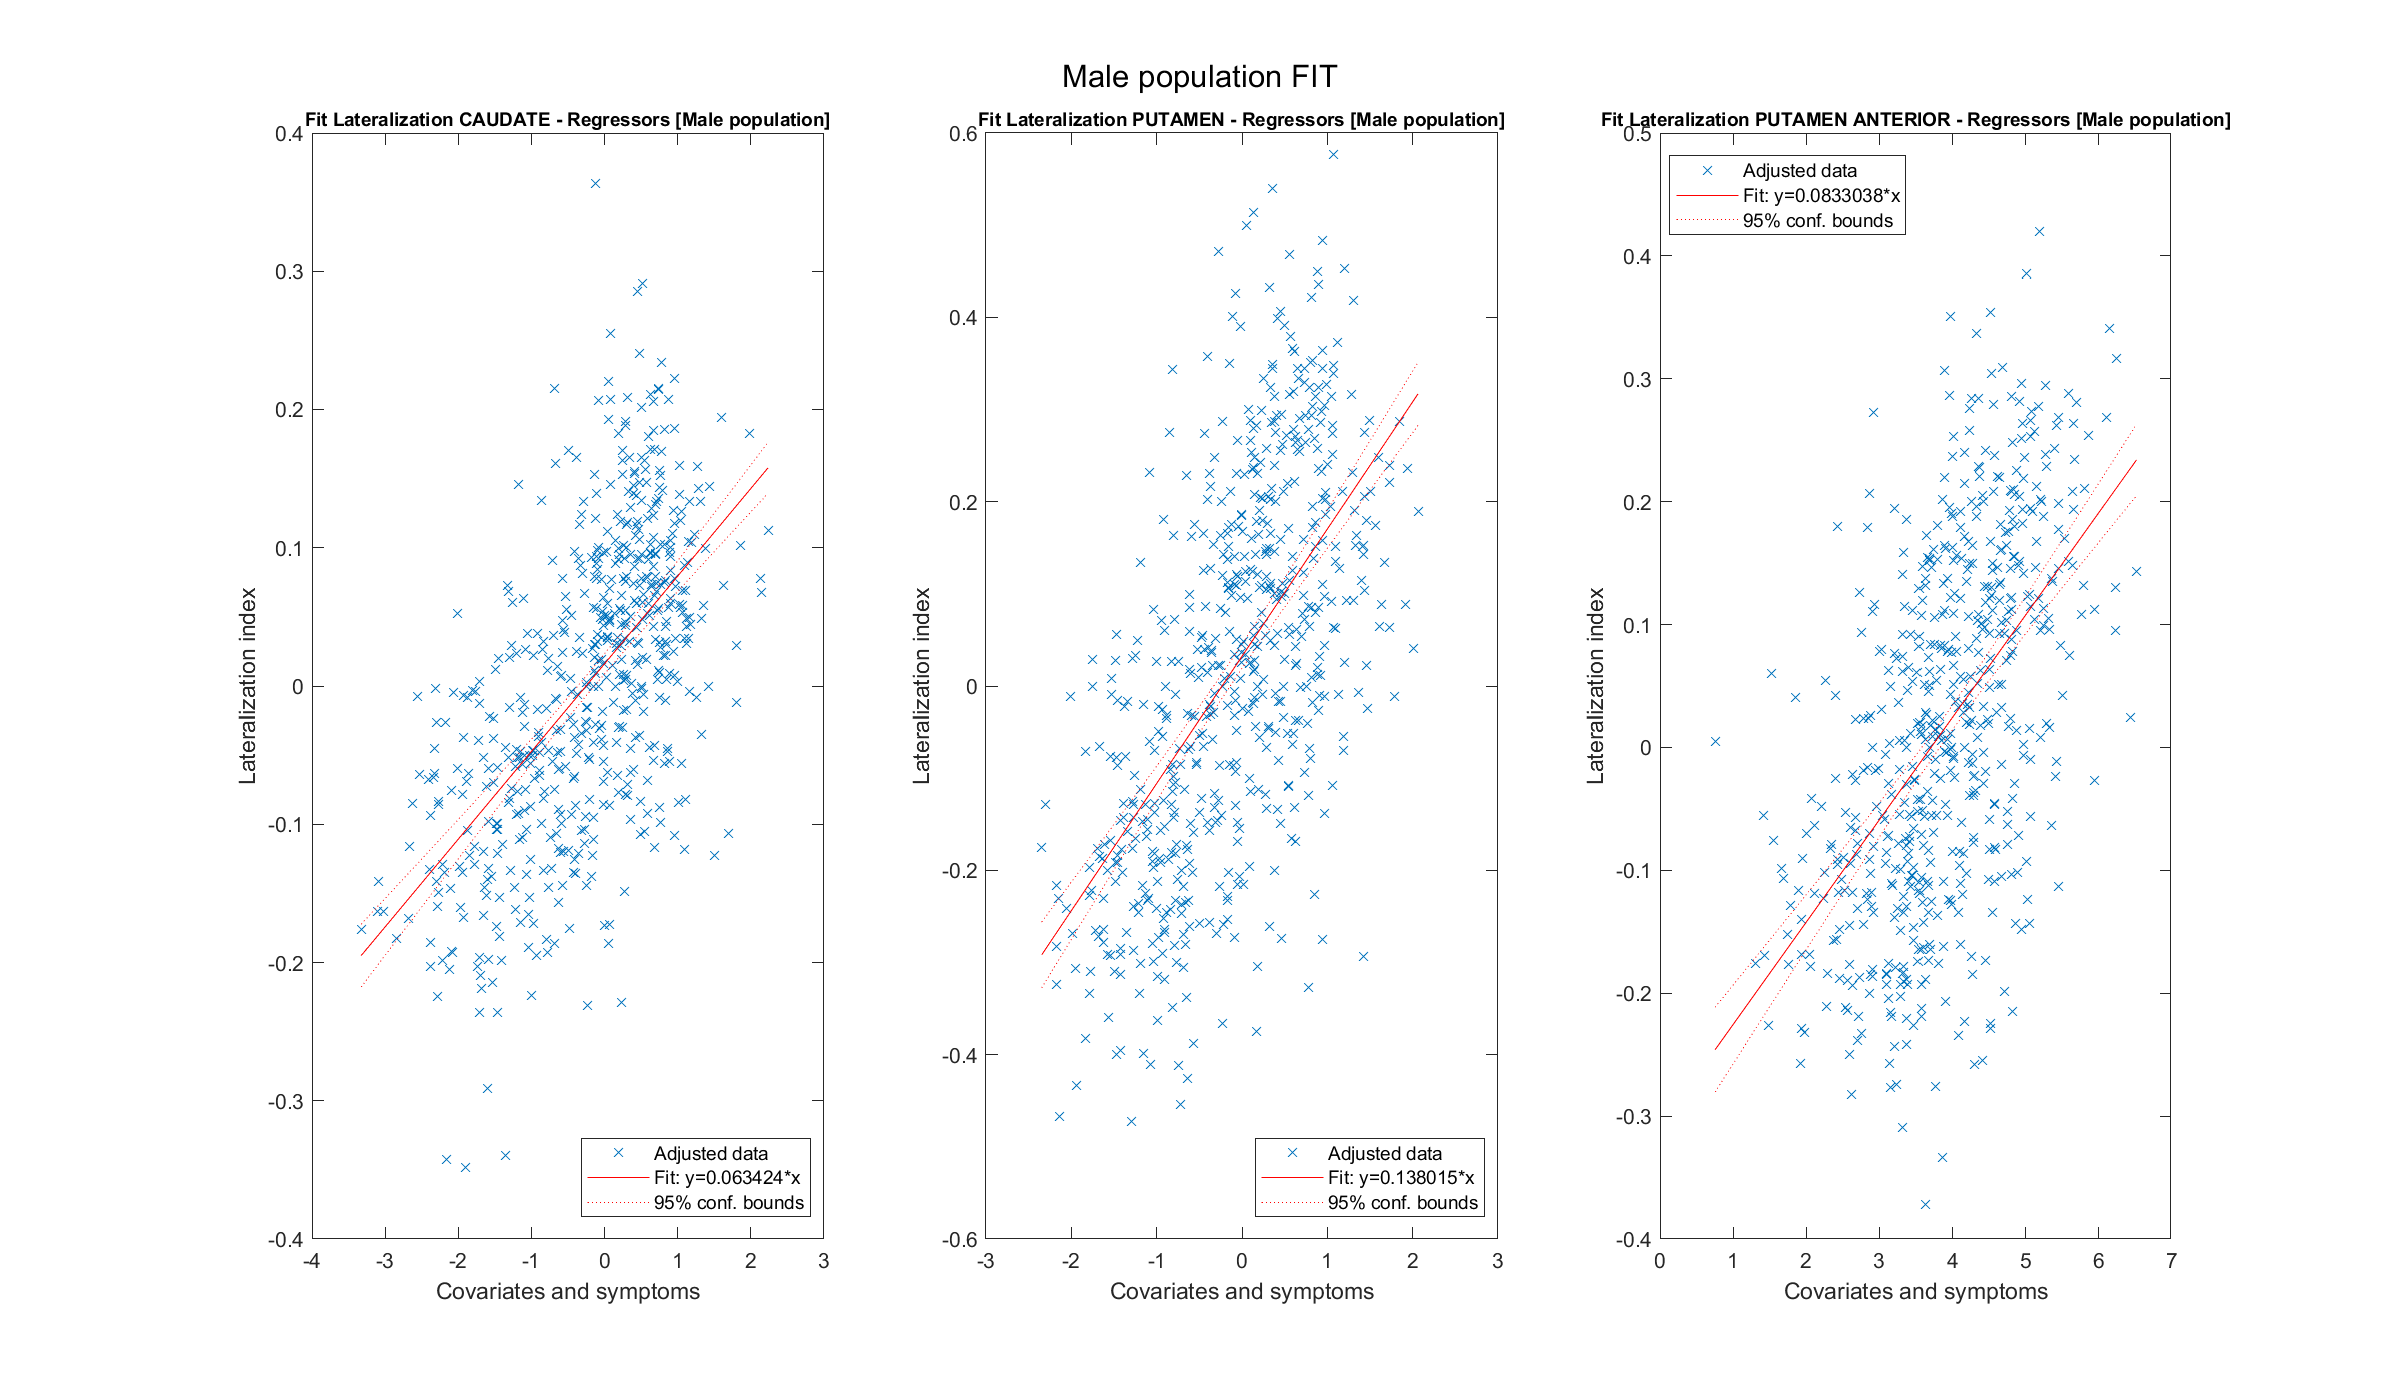 Male population FIT
Fit Lateralization CAUDATE - Regressors [Male population]
0.4
0.3
0.2
0.1
0
-0.1
-0.2
-0.3
-0.4
-4 -3 -2 -1 0 1 2 3
Lateralization index
Covariates and symptoms
Adjusted data
Fit: y=0.063424*x
95% conf. bounds
Fit Lateralization PUTAMEN - Regressors [Male population]
0.6
0.4
0.2
0
-0.2
-0.4
-0.6
-3 -2 -1 0 1 2 3
Lateralization index
Covariates and symptoms
Adjusted data
Fit: y=0.138015*x
95% conf. bounds
Fit Lateralization PUTAMEN ANTERIOR - Regressors [Male population]
0.5
0.4
0.3
0.2
0.1
0
-0.1
-0.2
-0.3
-0.4
0 1 2 3 4 5 6 7
Lateralization index
Covariates and symptoms
Adjusted data
Fit: y=0.0833038*x
95% conf. bounds